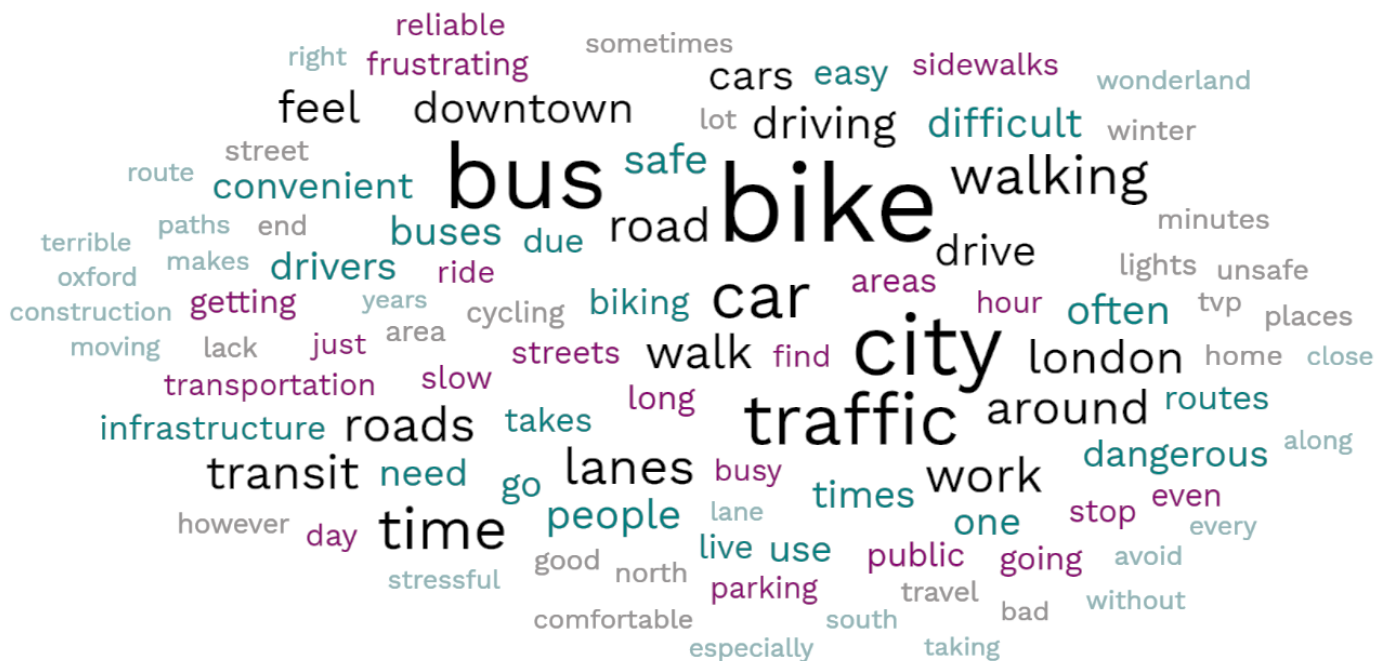 reliable
right frustrating sometimes
cars easy sidewalks wonderland
feel downtown lot driving difficult winter
street bus safe bike walking
route convenient
paths end buses due road drive minutes
terrible makes drivers ride areas lights unsafe
oxford
construction getting years cycling biking car hour often tvp places
moving lack area just streets walk find city london home close
transportation slow long
infrastructure roads takes traffic around routes along
transit need go lanes busy times work dangerous
however day time people lane one stop even every
stressful good north live use public going avoid
parking travel bad without
comfortable south
especially taking